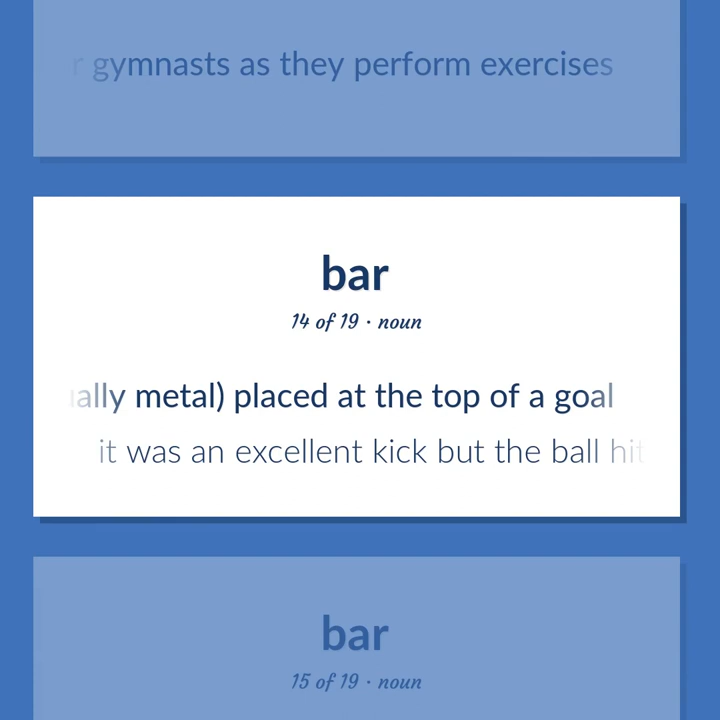 gymnasts as they perform exercises
bar
14 of 19 · noun
metal) placed at the top of a goal
it was an excellent kick but the ball hit
bar
15 of 19 · noun